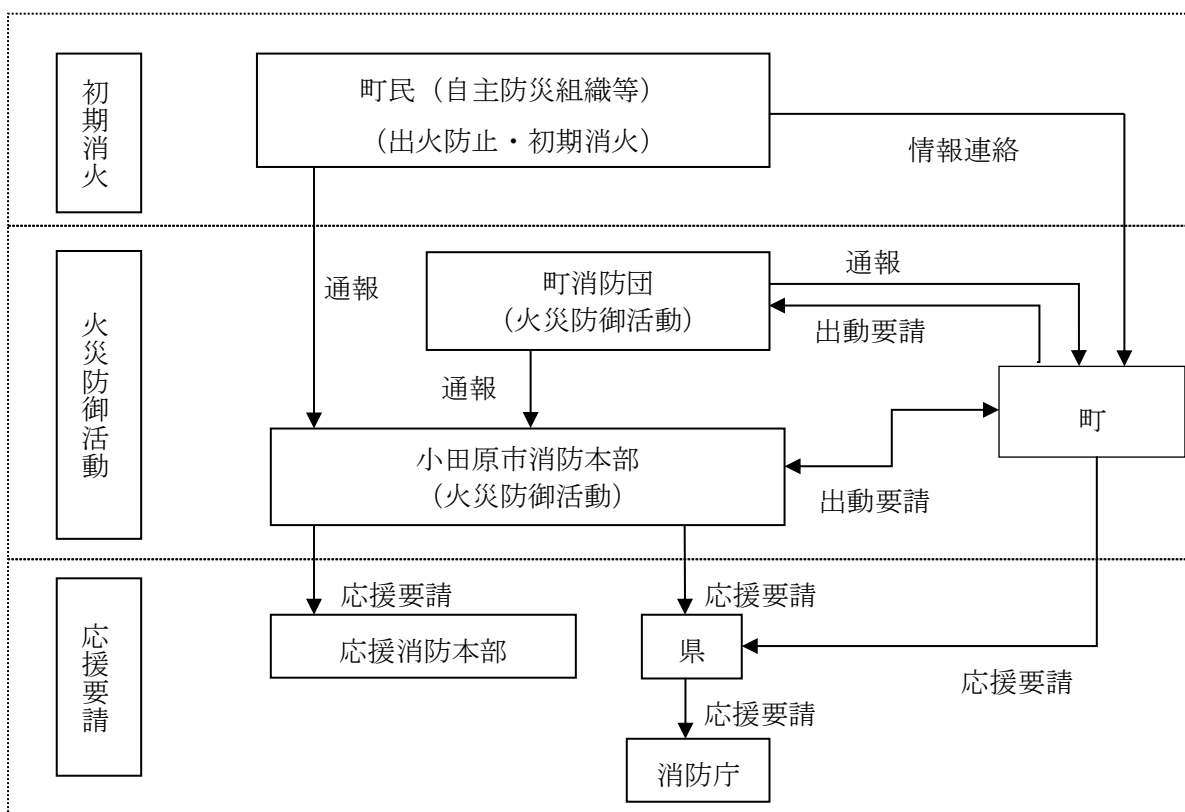 初期消火
町民（自主防災組織等）
（出火防止・初期消火）
情報連絡
火災防御活動
通報
町消防団
（火災防御活動）
通報
出動要請
通報
町
小田原市消防本部
（火災防御活動）
出動要請
応援要請
応援要請
応援要請
応援消防本部
県
応援要請
応援要請
消防庁